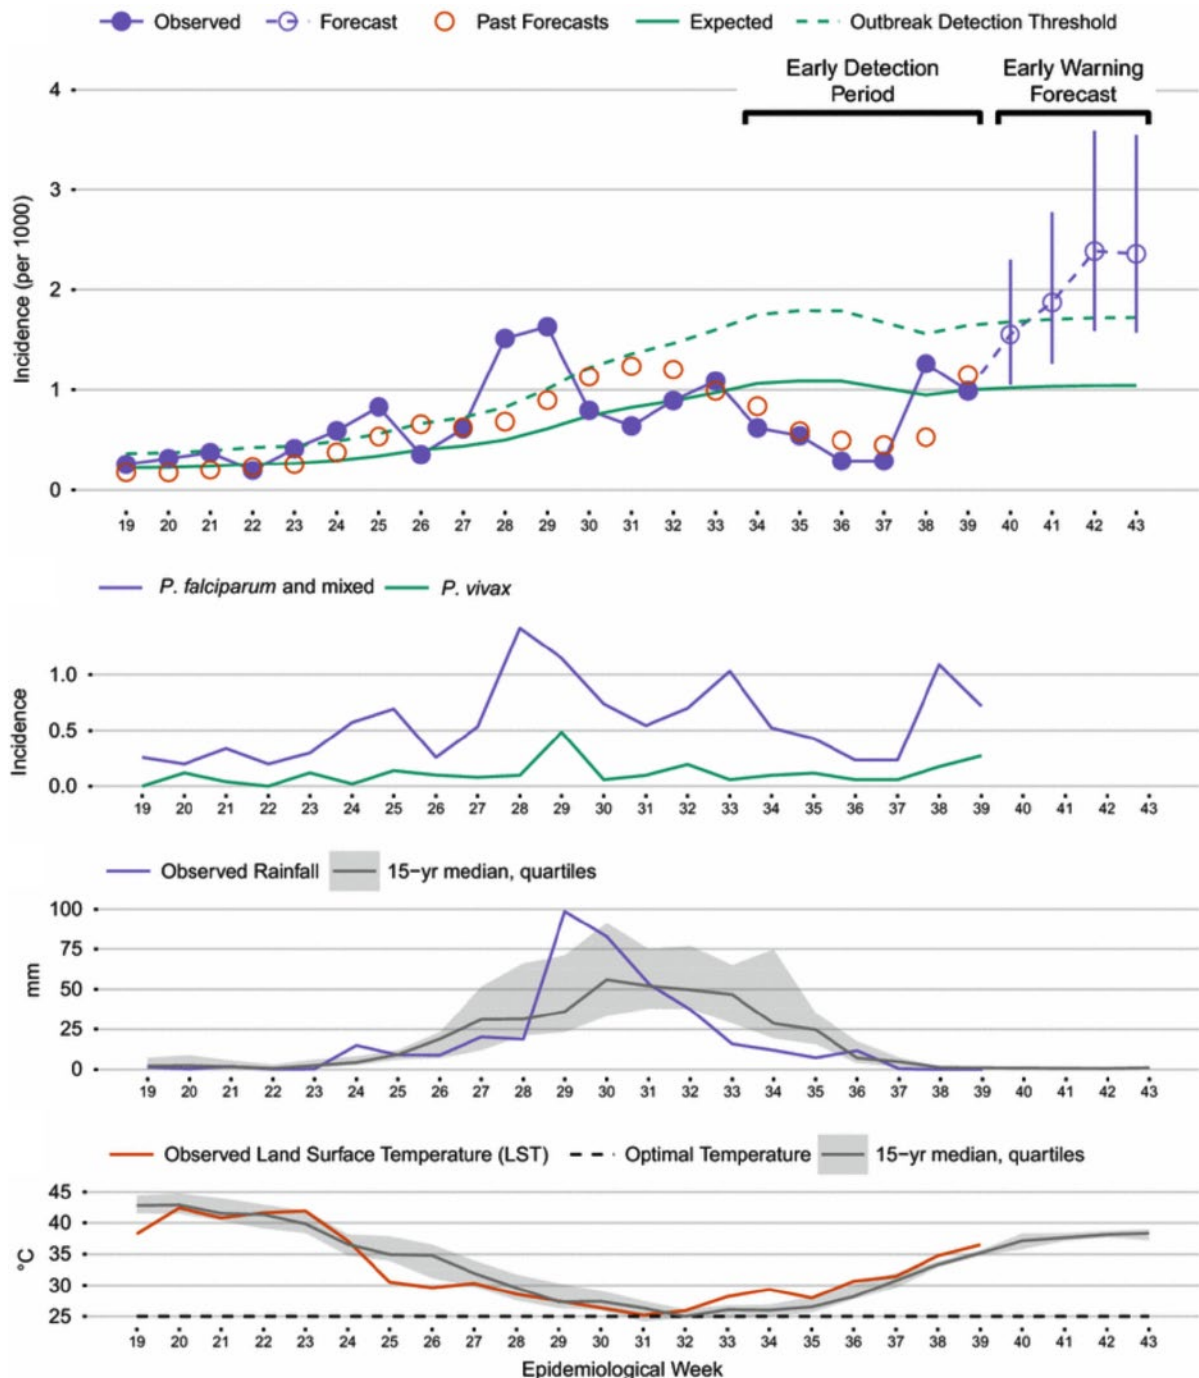 Observed Forecast Past Forecasts Expected Outbreak Detection Threshold
Early Detection
Period
Early Warning
Forecast
4
3
2
1
0
Incidence (per 1000)
19 20 21 22 23 24 25 26 27 28 29 30 31 32 33 34 35 36 37 38 39 40 41 42 43
P. falciparum and mixed P. vivax
1.0
0.5
0.0
Incidence
19 20 21 22 23 24 25 26 27 28 29 30 31 32 33 34 35 36 37 38 39 40 41 42 43
Observed Rainfall 15−yr median, quartiles
100
75
50
25
0
mm
19 20 21 22 23 24 25 26 27 28 29 30 31 32 33 34 35 36 37 38 39 40 41 42 43
Observed Land Surface Temperature (LST) Optimal Temperature 15−yr median, quartiles
45
40
35
30
25
°C
19 20 21 22 23 24 25 26 27 28 29 30 31 32 33 34 35 36 37 38 39 40 41 42 43
Epidemiological Week